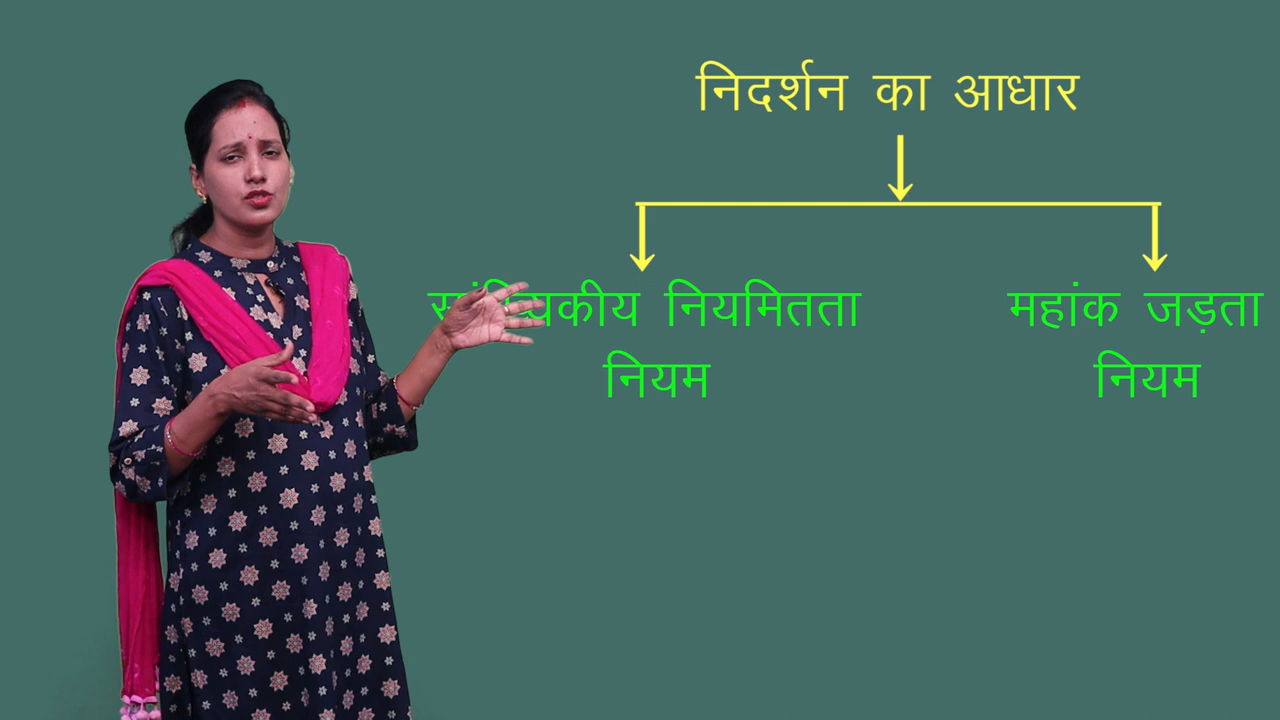 निदर्शन का आधार
नियमितता महांक जड़ता
नियम नियम